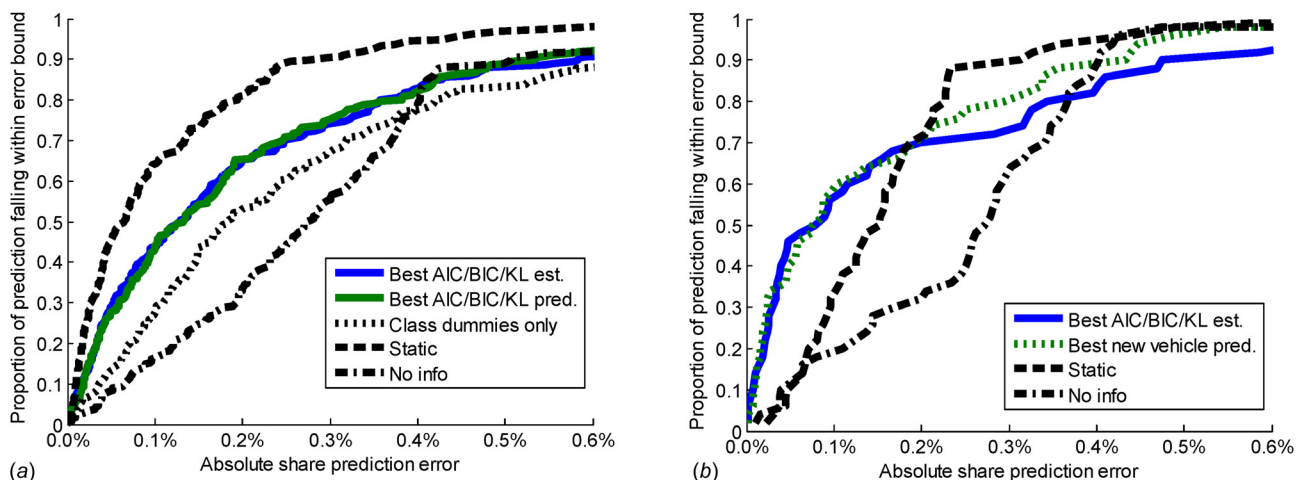 Proportion of prediction falling within error bound
1
0.9
0.8
0.7
0.6
0.5
0.4
0.3
0.2
0.1
0
0.0% 0.1% 0.2% 0.3% 0.4% 0.5% 0.6%
Absolute share prediction error
Best AIC/BIC/KL est.
Best AIC/BIC/KL pred.
Class dummies only
Static
No info
(a)
Proportion of prediction falling within error bound
1
0.9
0.8
0.7
0.6
0.5
0.4
0.3
0.2
0.1
0
0.0% 0.1% 0.2% 0.3% 0.4% 0.5% 0.6%
Absolute share prediction error
Best AIC/BIC/KL est.
Best new vehicle pred.
Static
No info
(b)